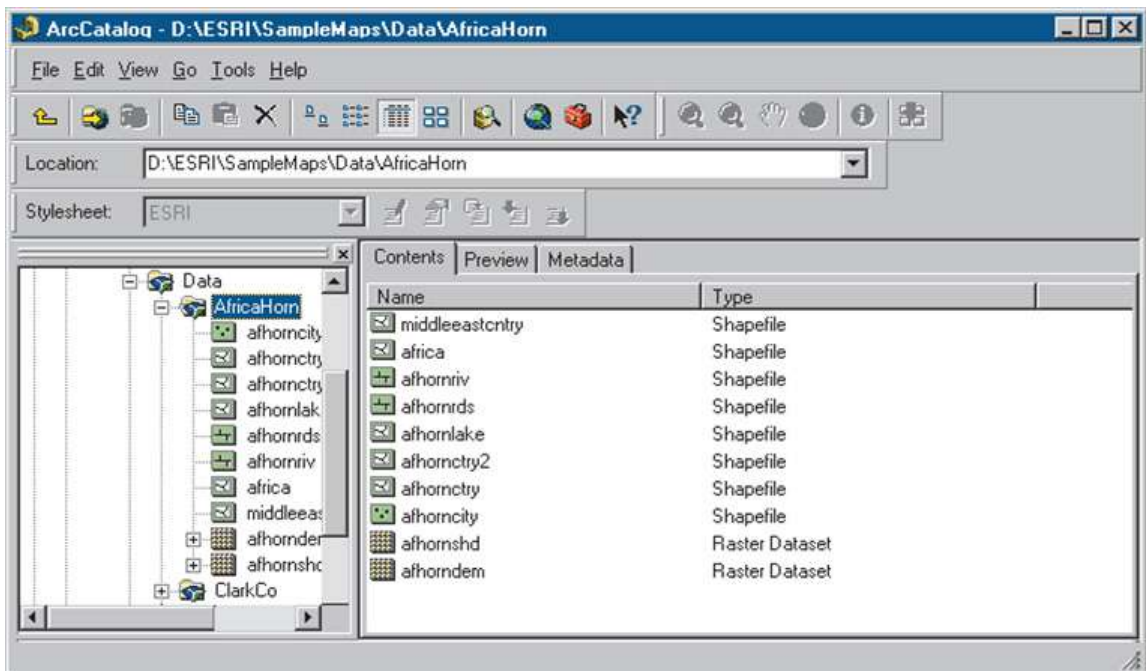 ArcCatalog - D:\ESRI\SampleMaps\Data\AfricaHorn
File Edit View Go Tools Help
Location: D:\ESRI\SampleMaps\Data\AfricaHorn
Stylesheet: ESRI
Contents Preview Metadata
Data
AfricaHorn
afhorncity
afhornctry
afhornctry
afhornlak
afhornrds
afhornriv
africa
middleeas
afhornder
afhornshd
ClarkCo
Name Type
middleeastcntry Shapefile
africa Shapefile
afhornriv Shapefile
afhornrds Shapefile
afhornlake Shapefile
afhornctry2 Shapefile
afhornctry Shapefile
afhorncity Shapefile
afhornshd Raster Dataset
afhorndem Raster Dataset